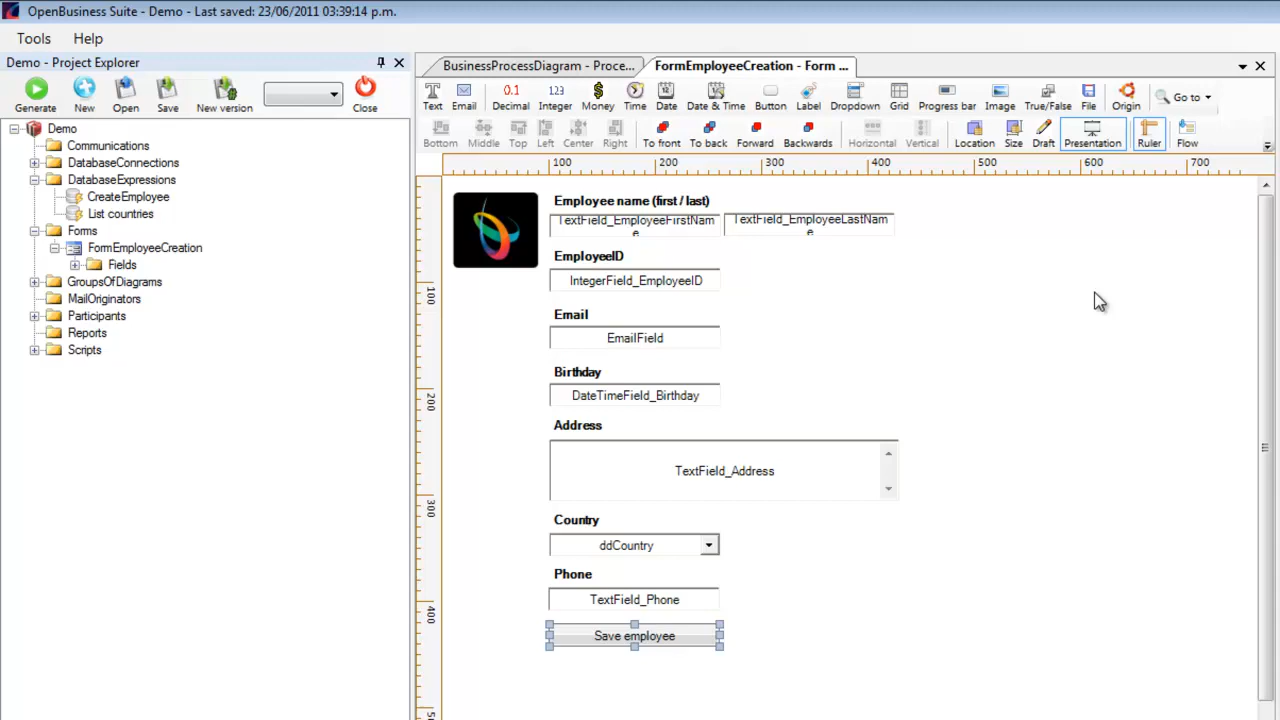 OpenBusiness Suite - Demo - Last saved: 23/06/2011 03:39:14 p.m.
Tools Help
Demo - Project Explorer
Generate New Open Save New version Close
Demo
Communications
DatabaseConnections
DatabaseExpressions
CreateEmployee
List countries
Forms
FormEmployeeCreation
Fields
GroupsOfDiagrams
MailOriginators
Participants
Reports
Scripts
BusinessProcessDiagram - Proce... FormEmployeeCreation - Form ...
Text Email Decimal Integer Money Time Date Date & Time Button Label Dropdown Grid Progress bar Image True/False File Origin Go to
Bottom Middle Top Left Center Right To front To back Forward Backwards Horizontal Vertical Location Size Draft Presentation Ruler Flow
100 200 300 400 500 600 700
100
200
300
400
Employee name (first / last)
TextField_EmployeeFirstNam
e
TextField_EmployeeLastNam
e
EmployeeID
IntegerField_EmployeeID
Email
EmailField
Birthday
DateTimeField_Birthday
Address
TextField_Address
Country
ddCountry
Phone
TextField_Phone
Save employee